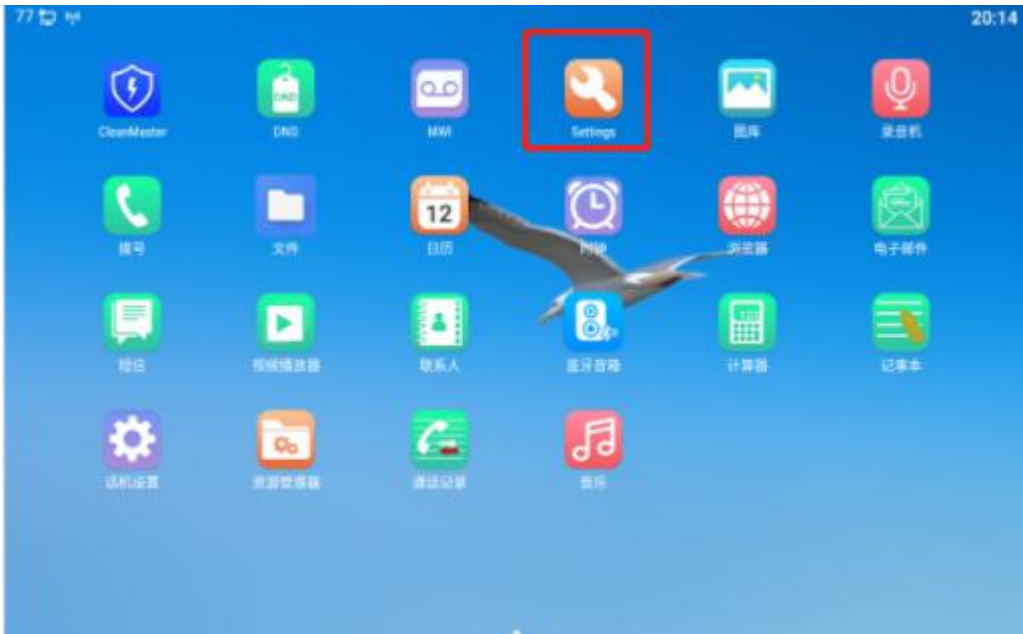 77
20:14
CleanMaster
DND
DND
MWI
Settings
图库
录音机
拨号
文件
12
日历
时钟
浏览器
电子邮件
短信
视频播放器
联系人
蓝牙音箱
123
计算器
记事本
话机设置
资源管理器
通话记录
音乐